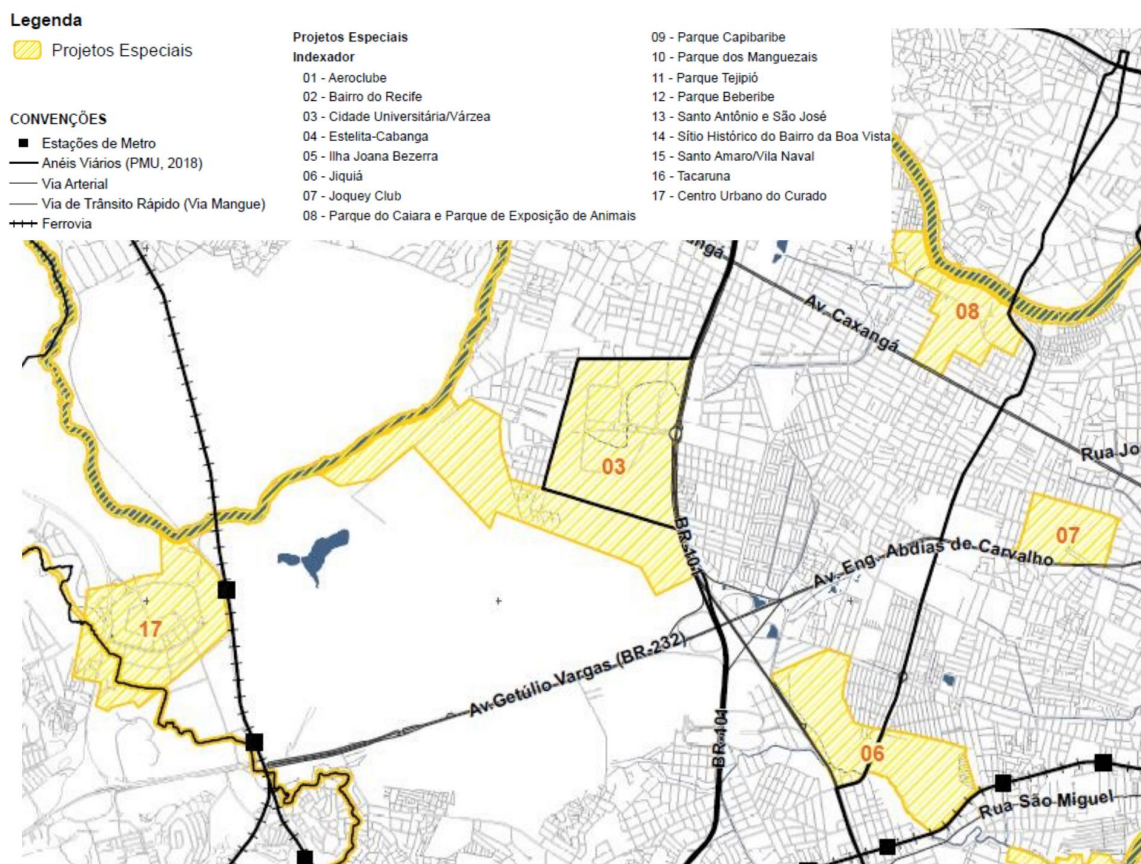 Legenda
Projetos Especiais
CONVENÇÕES
Estações de Metro
Anéis Viários (PMU, 2018)
Via Arterial
Via de Trânsito Rápido (Via Mangue)
Ferrovia
Projetos Especiais
Indexador
01 - Aeroclube
02 - Bairro do Recife
03 - Cidade Universitária/Várzea
04 - Estelita-Cabanga
05 - Ilha Joana Bezerra
06 - Jiquiá
07 - Joquey Club
08 - Parque do Caiara e Parque de Exposição de Animais
09 - Parque Capibaribe
10 - Parque dos Manguezais
11 - Parque Tejipió
12 - Parque Beberibe
13 - Santo Antônio e São José
14 - Sítio Histórico do Bairro da Boa Vista
15 - Santo Amaro/Vila Naval
16 - Tacaruna
17 - Centro Urbano do Curado
Av. Caxangá
08
Rua Jo
03
07
BR-101
Av. Eng. Abdias de Carvalho
17
Av Getúlio Vargas (BR-232)
BR-101
06
Rua São Miguel